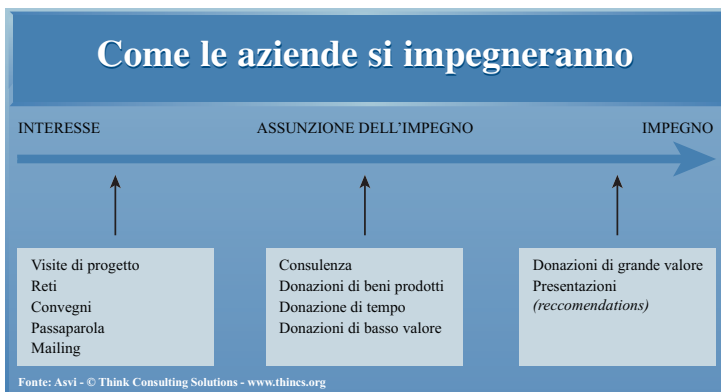 Come le aziende si impegneranno
INTERESSE
ASSUNZIONE DELL'IMPEGNO
IMPEGNO
Visite di progetto
Reti
Convegni
Passaparola
Mailing
Consulenza
Donazioni di beni prodotti
Donazione di tempo
Donazioni di basso valore
Donazioni di grande valore
Presentazioni
(reccomendations)
Fonte: Asvi - © Think Consulting Solutions - www.thincs.org